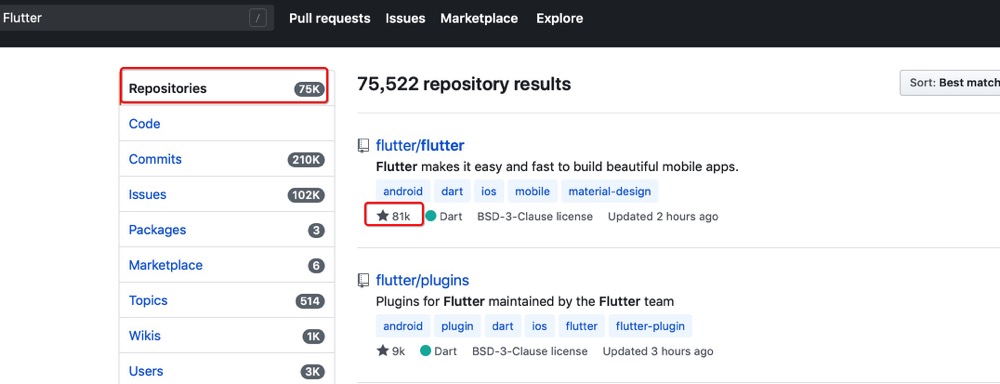 Flutter / Pull requests Issues Marketplace Explore
Repositories 75K
Code
Commits 210K
Issues 102K
Packages 3
Marketplace 6
Topics 514
Wikis 1K
Users 3K
75,522 repository results
Sort: Best match
flutter/flutter
Flutter makes it easy and fast to build beautiful mobile apps.
android dart ios mobile material-design
81k Dart BSD-3-Clause license Updated 2 hours ago
flutter/plugins
Plugins for Flutter maintained by the Flutter team
android plugin dart ios flutter flutter-plugin
9k Dart BSD-3-Clause license Updated 3 hours ago